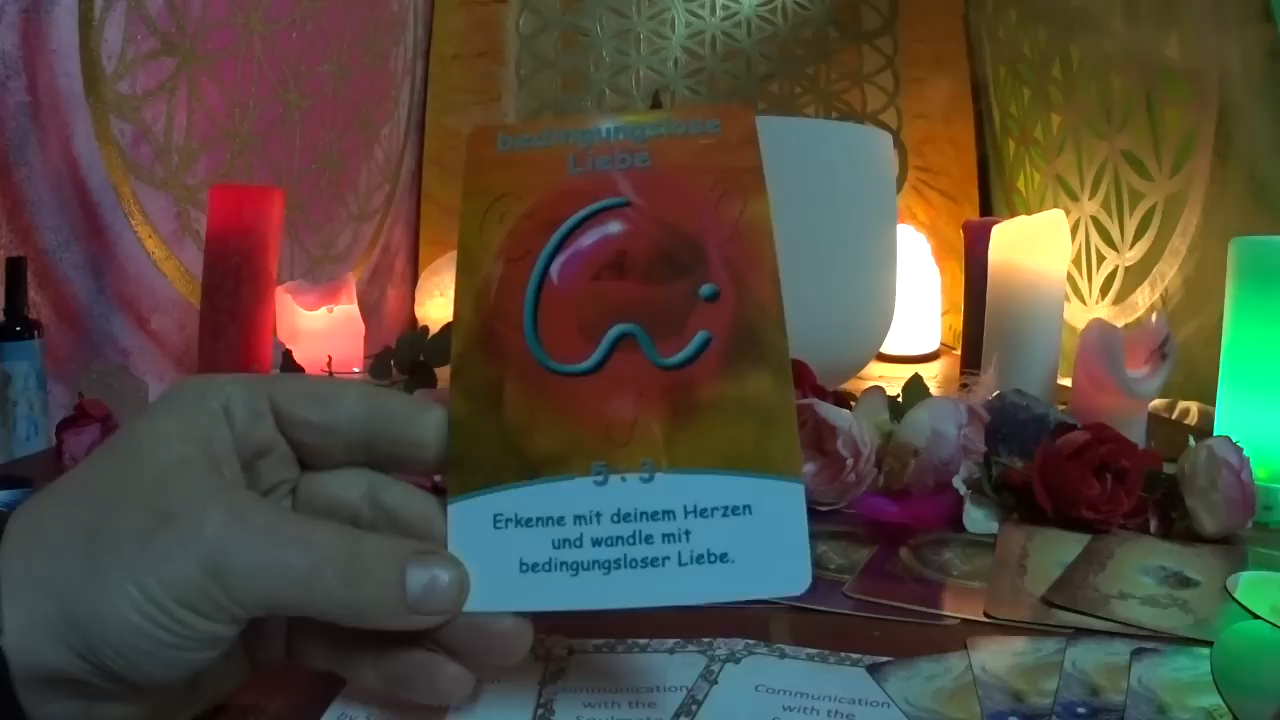 bedingungslose
Liebe
5 : 3
Erkenne mit deinem Herzen
und wandle mit
bedingungsloser Liebe.
Communication
with the
Soulmate
Communication
with the